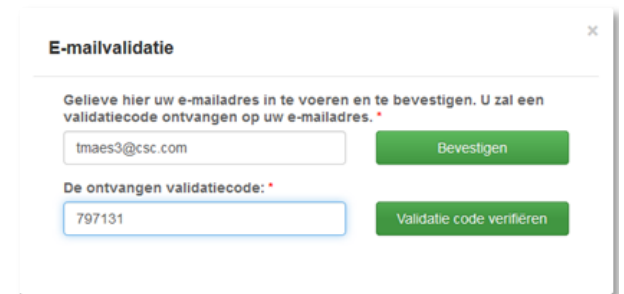 ×
E-mailvalidatie
Gelieve hier uw e-mailadres in te voeren en te bevestigen. U zal een
validatiecode ontvangen op uw e-mailadres. *
tmaes3@csc.com
Bevestigen
De ontvangen validatiecode: *
797131
Validatie code verifiëren